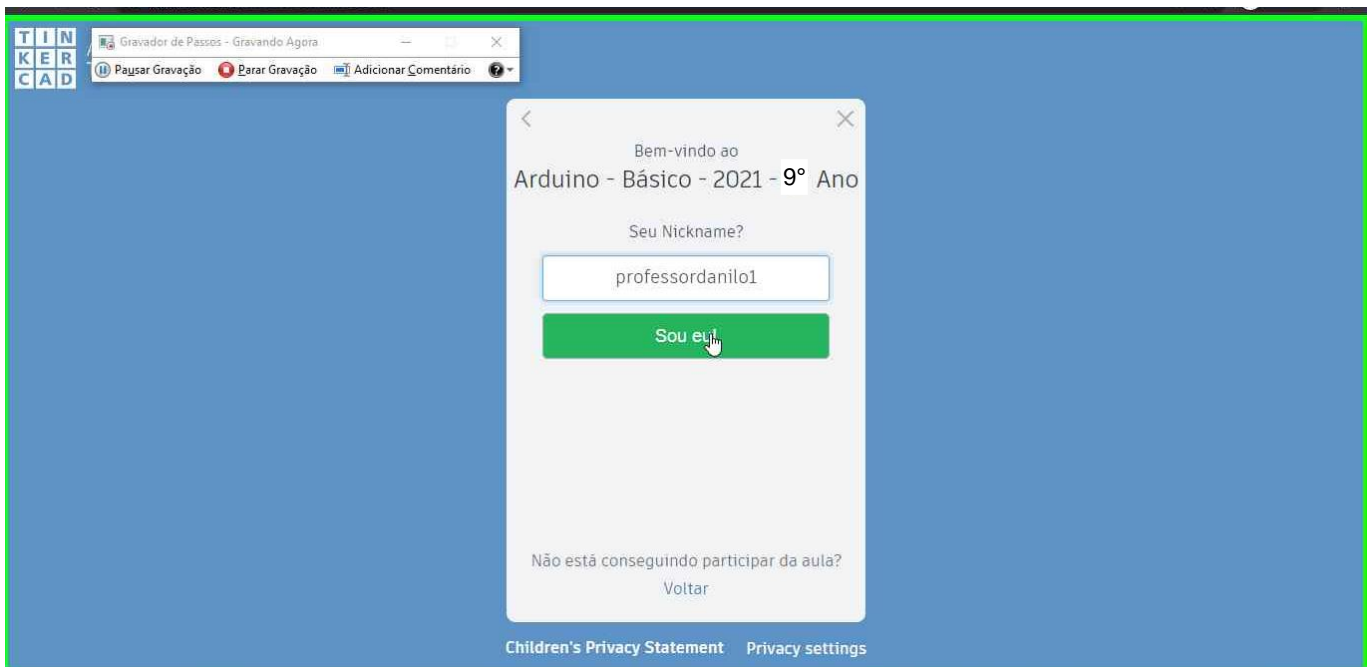 TIN
KER
CAD
Gravador de Passos - Gravando Agora
Pausar Gravação Parar Gravação Adicionar Comentário
Bem-vindo ao
Arduino - Básico - 2021 - 9° Ano
Seu Nickname?
professordanilo1
Sou eu!
Não está conseguindo participar da aula?
Voltar
Children's Privacy Statement Privacy settings